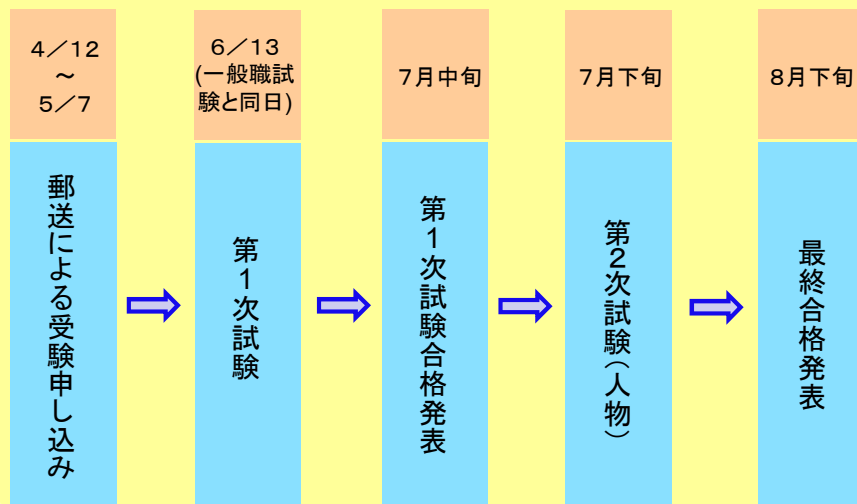 4／12
～
5／7
郵送による受験申し込み
6／13
(一般職試
験と同日)
第1次試験
7月中旬
第1次試験合格発表
7月下旬
第2次試験(人物)
8月下旬
最終合格発表